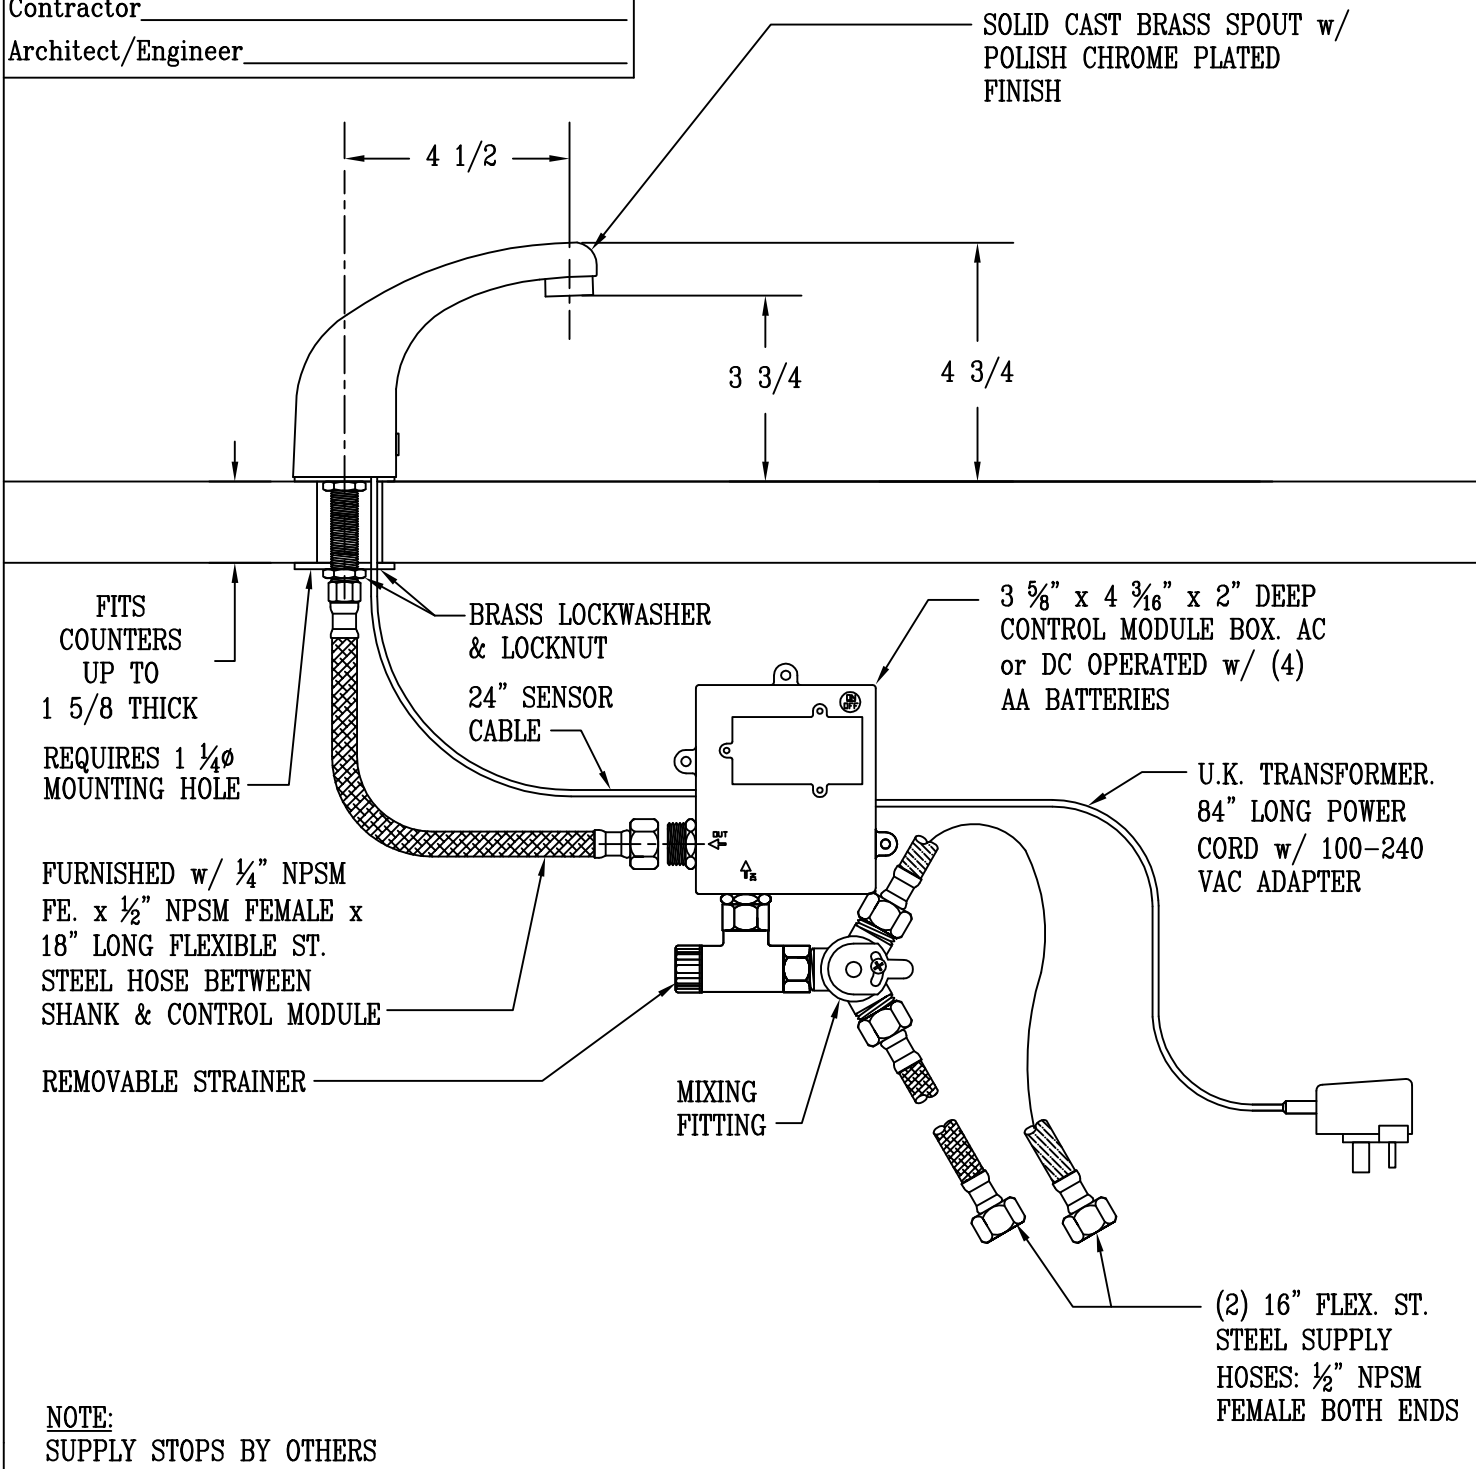 Contractor
Architect/Engineer
SOLID CAST BRASS SPOUT w/
POLISH CHROME PLATED
FINISH
4 1/2
3 3/4
4 3/4
FITS
COUNTERS
UP TO
1 5/8 THICK
REQUIRES 1 ¼ø
MOUNTING HOLE
BRASS LOCKWASHER
& LOCKNUT
24" SENSOR
CABLE
3 ⅝" x 4 3⁄16" x 2" DEEP
CONTROL MODULE BOX. AC
or DC OPERATED w/ (4)
AA BATTERIES
ON
OFF
OUT
IN
U.K. TRANSFORMER.
84" LONG POWER
CORD w/ 100-240
VAC ADAPTER
FURNISHED w/ ¼" NPSM
FE. x ½" NPSM FEMALE x
18" LONG FLEXIBLE ST.
STEEL HOSE BETWEEN
SHANK & CONTROL MODULE
REMOVABLE STRAINER
MIXING
FITTING
(2) 16" FLEX. ST.
STEEL SUPPLY
HOSES: ½" NPSM
FEMALE BOTH ENDS
NOTE:
SUPPLY STOPS BY OTHERS